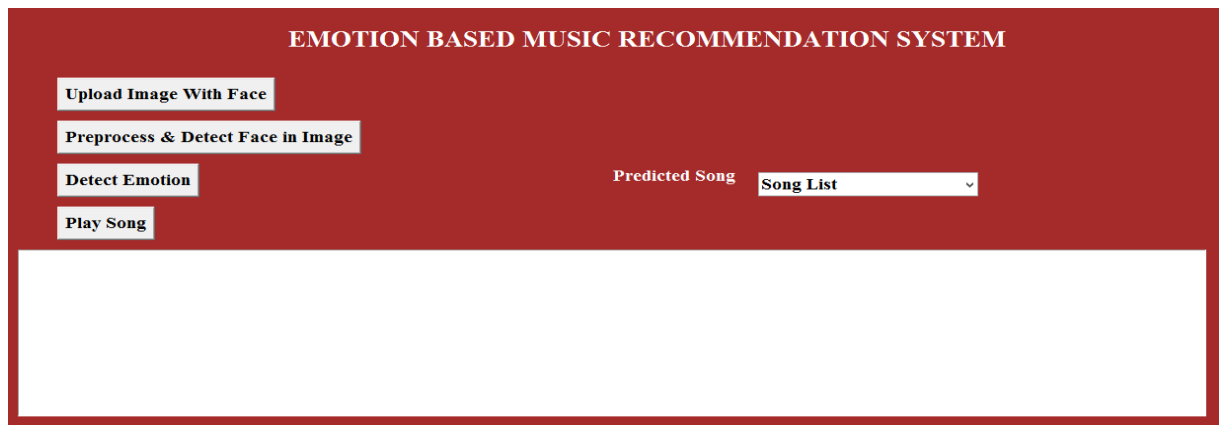 EMOTION BASED MUSIC RECOMMENDATION SYSTEM
Upload Image With Face
Preprocess & Detect Face in Image
Detect Emotion
Predicted Song
Song List
Play Song